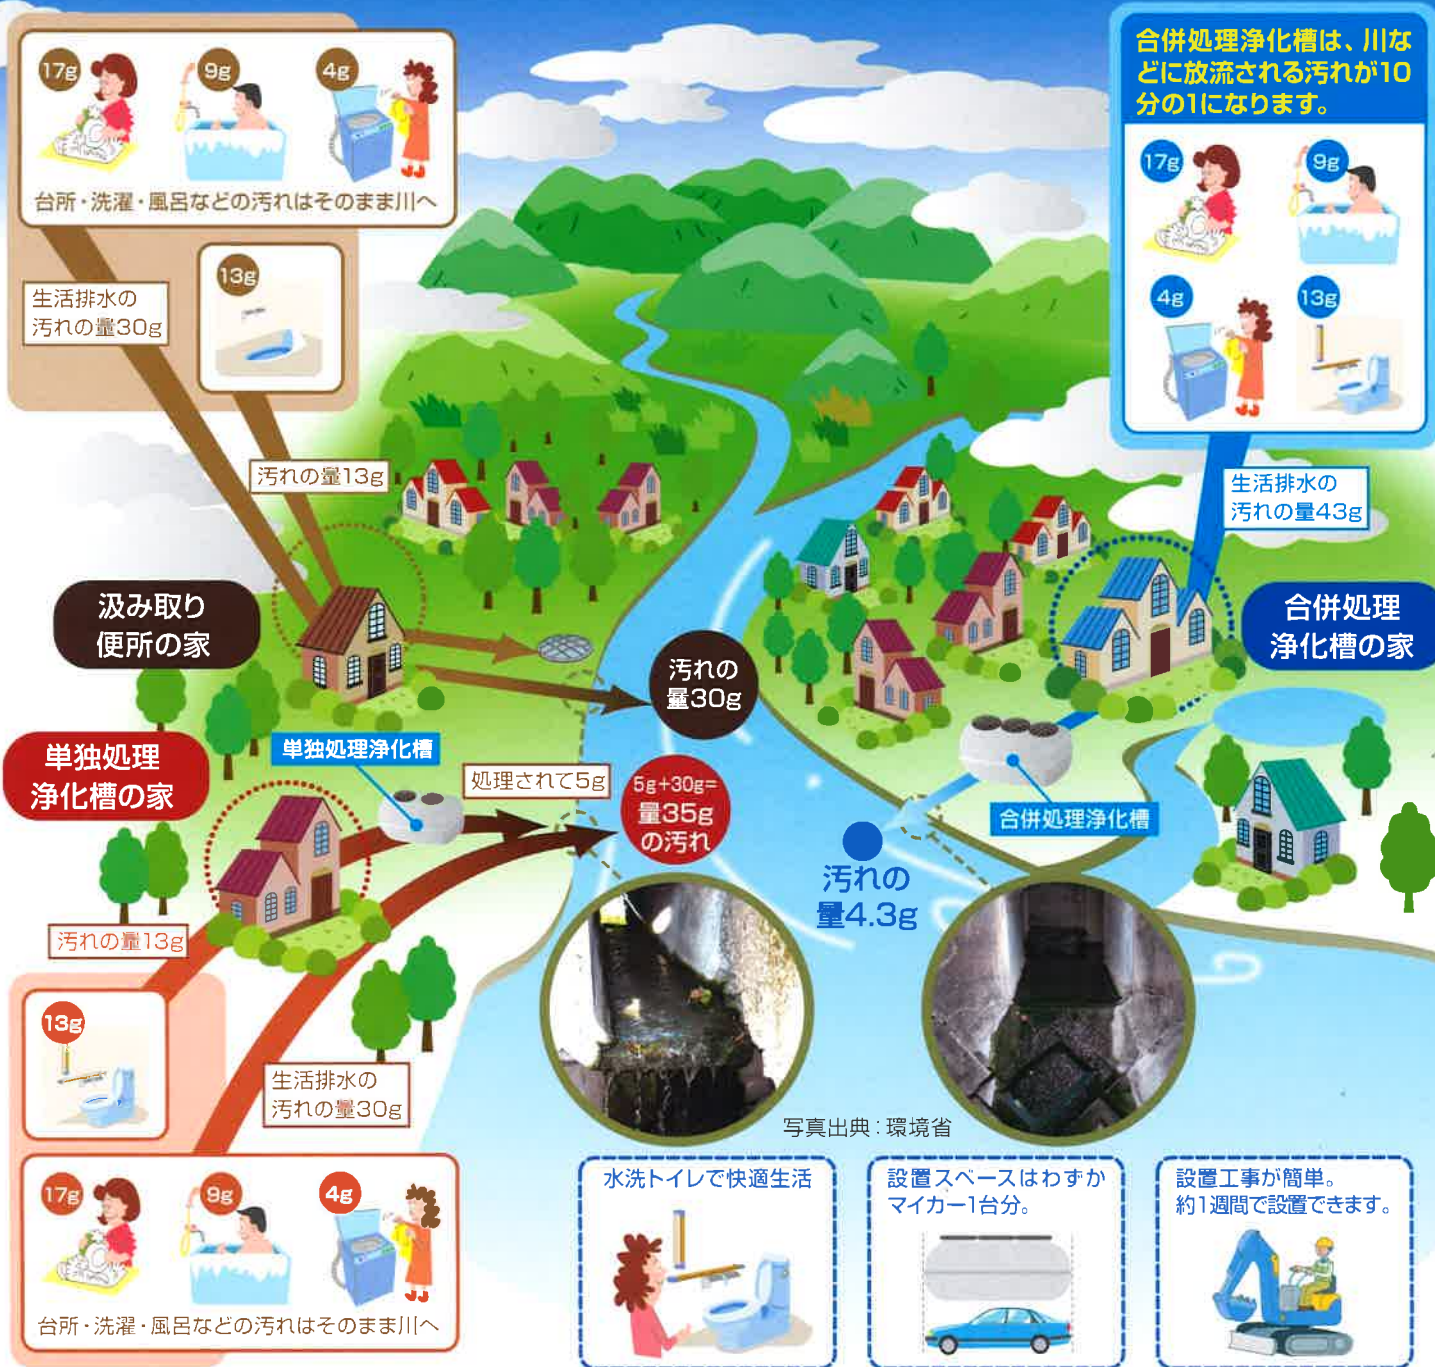 17g
9g
4g
台所・洗濯・風呂などの汚れはそのまま川へ
生活排水の
汚れの量30g
13g
汚れの量13g
汲み取り
便所の家
汚れの
量30g
合併処理浄化槽は、川な
どに放流される汚れが10
分の1になります。
17g
9g
4g
13g
生活排水の
汚れの量43g
合併処理
浄化槽の家
合併処理浄化槽
汚れの
量4.3g
単独処理
浄化槽の家
単独処理浄化槽
処理されて5g
5g+30g=
量35g
の汚れ
汚れの量13g
13g
生活排水の
汚れの量30g
17g
9g
4g
台所・洗濯・風呂などの汚れはそのまま川へ
写真出典：環境省
水洗トイレで快適生活
設置スペースはわずか
マイカー1台分。
設置工事が簡単。
約1週間で設置できます。